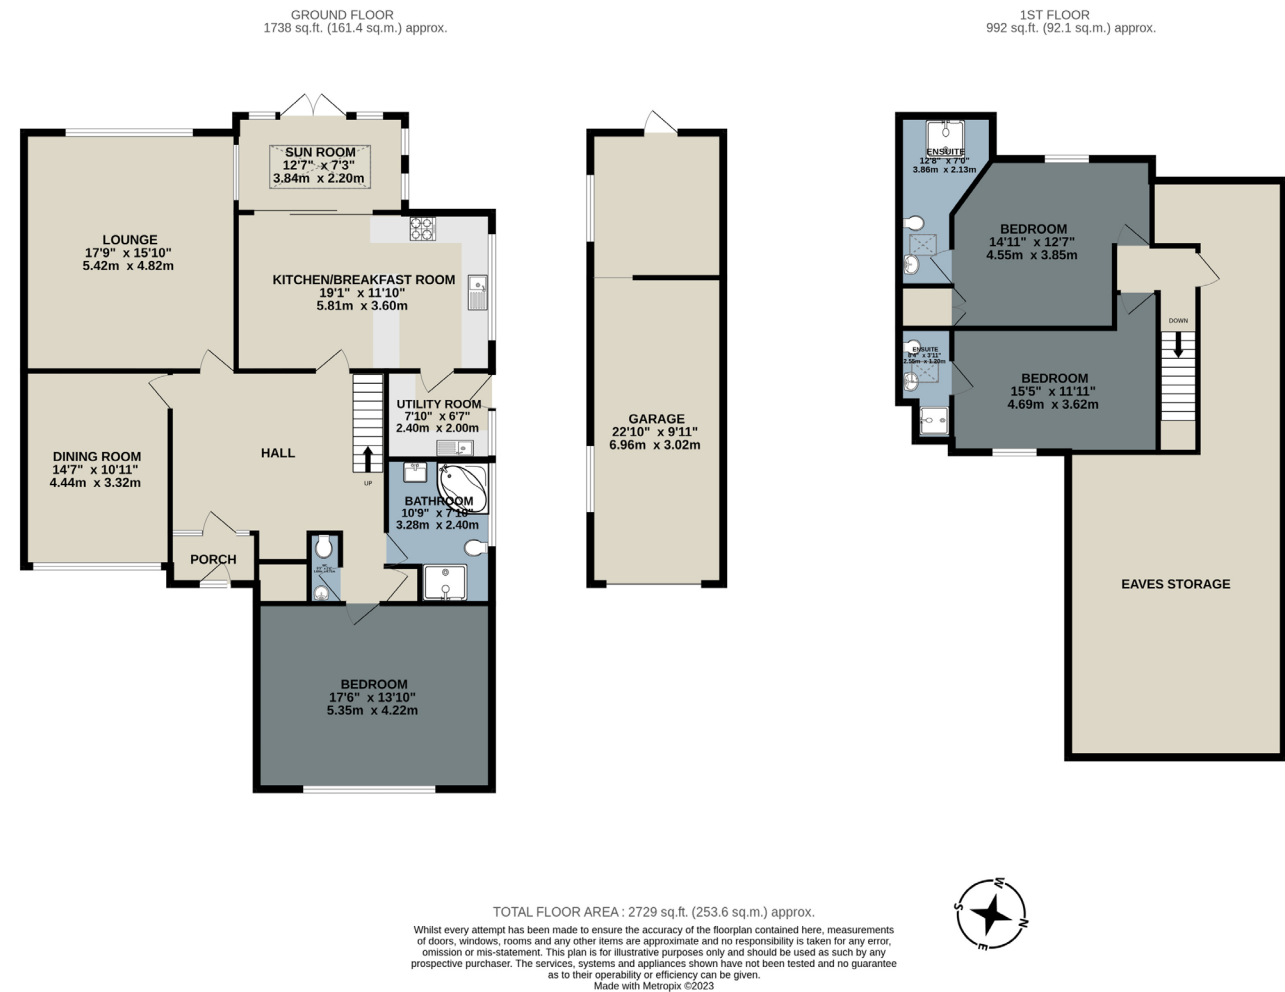 GROUND FLOOR
1738 sq.ft. (161.4 sq.m.) approx.
1ST FLOOR
992 sq.ft. (92.1 sq.m.) approx.
SUN ROOM
12'7" x 7'3"
3.84m x 2.20m
LOUNGE
17'9" x 15'10"
5.42m x 4.82m
KITCHEN/BREAKFAST ROOM
19'1" x 11'10"
5.81m x 3.60m
UTILITY ROOM
7'10" x 6'7"
2.40m x 2.00m
DINING ROOM
14'7" x 10'11"
4.44m x 3.32m
HALL
UP
BATHROOM
10'9" x 7'10"
3.28m x 2.40m
PORCH
BEDROOM
17'6" x 13'10"
5.35m x 4.22m
GARAGE
22'10" x 9'11"
6.96m x 3.02m
ENSUITE
12'8" x 7'0"
3.86m x 2.13m
BEDROOM
14'11" x 12'7"
4.55m x 3.85m
DOWN
ENSUITE
8'4" x 3'11"
2.55m x 1.20m
BEDROOM
15'5" x 11'11"
4.69m x 3.62m
EAVES STORAGE
W
N
S
E
TOTAL FLOOR AREA : 2729 sq.ft. (253.6 sq.m.) approx.
Whilst every attempt has been made to ensure the accuracy of the floorplan contained here, measurements
of doors, windows, rooms and any other items are approximate and no responsibility is taken for any error,
omission or mis-statement. This plan is for illustrative purposes only and should be used as such by any
prospective purchaser. The services, systems and appliances shown have not been tested and no guarantee
as to their operability or efficiency can be given.
Made with Metropix ©2023